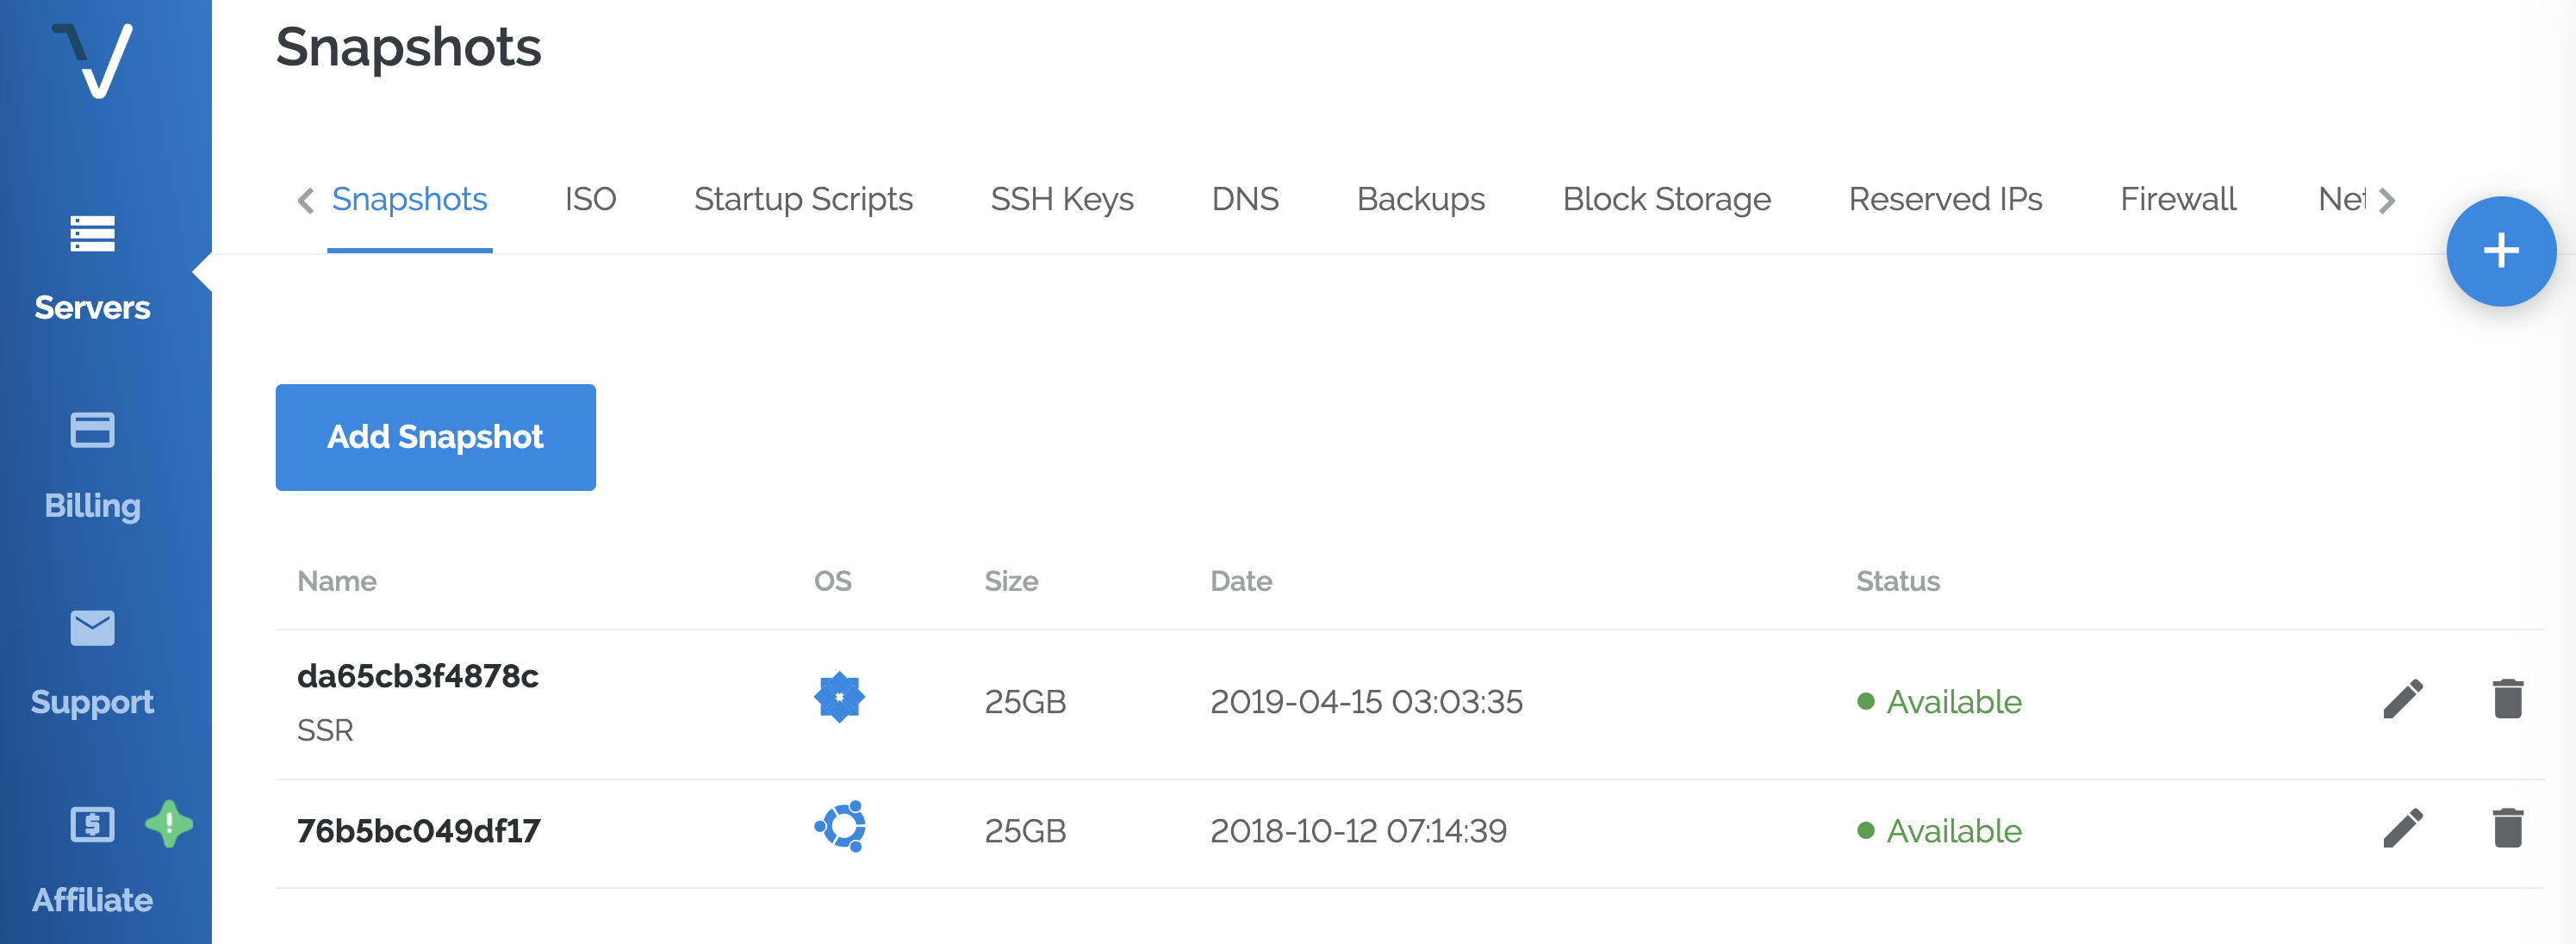 Snapshots
Snapshots ISO Startup Scripts SSH Keys DNS Backups Block Storage Reserved IPs Firewall Net
Servers
Billing
Support
Affiliate
Add Snapshot
Name OS Size Date Status
da65cb3f4878c
SSR
25GB 2019-04-15 03:03:35 Available
76b5bc049df17 25GB 2018-10-12 07:14:39 Available